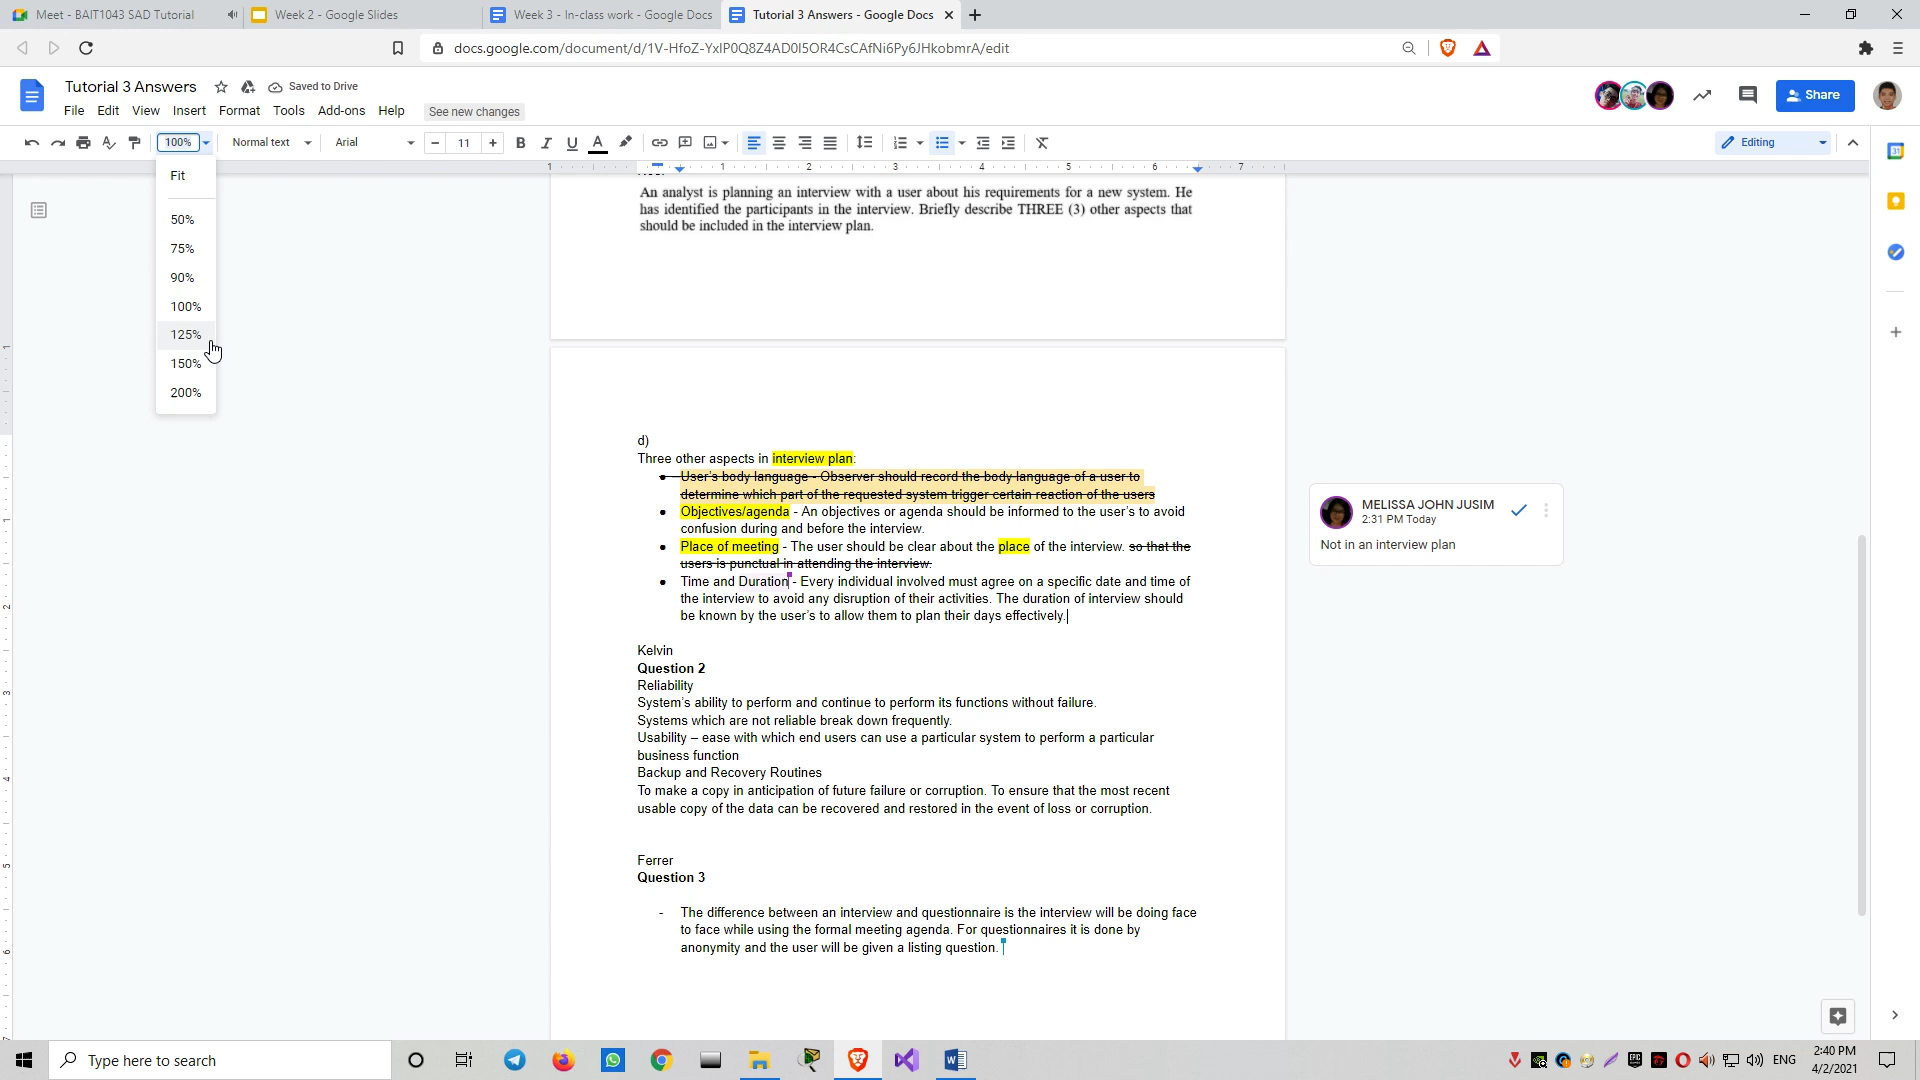 Meet - BAIT1043 SAD Tutorial
Week 2 - Google Slides
Week 3 - In-class work - Google Docs
Tutorial 3 Answers - Google Docs
docs.google.com/document/d/1V-HfoZ-YxlP0Q8Z4AD0I5OR4CsCAfNi6Py6JHkobmrA/edit
Tutorial 3 Answers
Saved to Drive
File Edit View Insert Format Tools Add-ons Help See new changes
Share
100% Normal text Arial 11
Editing
1 1 2 3 4 5 6 7
Fit
50%
75%
90%
100%
125%
150%
200%
An analyst is planning an interview with a user about his requirements for a new system. He
has identified the participants in the interview. Briefly describe THREE (3) other aspects that
should be included in the interview plan.
d)
Three other aspects in interview plan:
● User's body language - Observer should record the body language of a user to
determine which part of the requested system trigger certain reaction of the users
● Objectives/agenda - An objectives or agenda should be informed to the user's to avoid
confusion during and before the interview.
● Place of meeting - The user should be clear about the place of the interview. so that the
users is punctual in attending the interview.
● Time and Duration - Every individual involved must agree on a specific date and time of
the interview to avoid any disruption of their activities. The duration of interview should
be known by the user's to allow them to plan their days effectively.
MELISSA JOHN JUSIM
2:31 PM Today
Not in an interview plan
Kelvin
Question 2
Reliability
System's ability to perform and continue to perform its functions without failure.
Systems which are not reliable break down frequently.
Usability – ease with which end users can use a particular system to perform a particular
business function
Backup and Recovery Routines
To make a copy in anticipation of future failure or corruption. To ensure that the most recent
usable copy of the data can be recovered and restored in the event of loss or corruption.
Ferrer
Question 3
- The difference between an interview and questionnaire is the interview will be doing face
to face while using the formal meeting agenda. For questionnaires it is done by
anonymity and the user will be given a listing question.
Type here to search
ENG
2:40 PM
4/2/2021